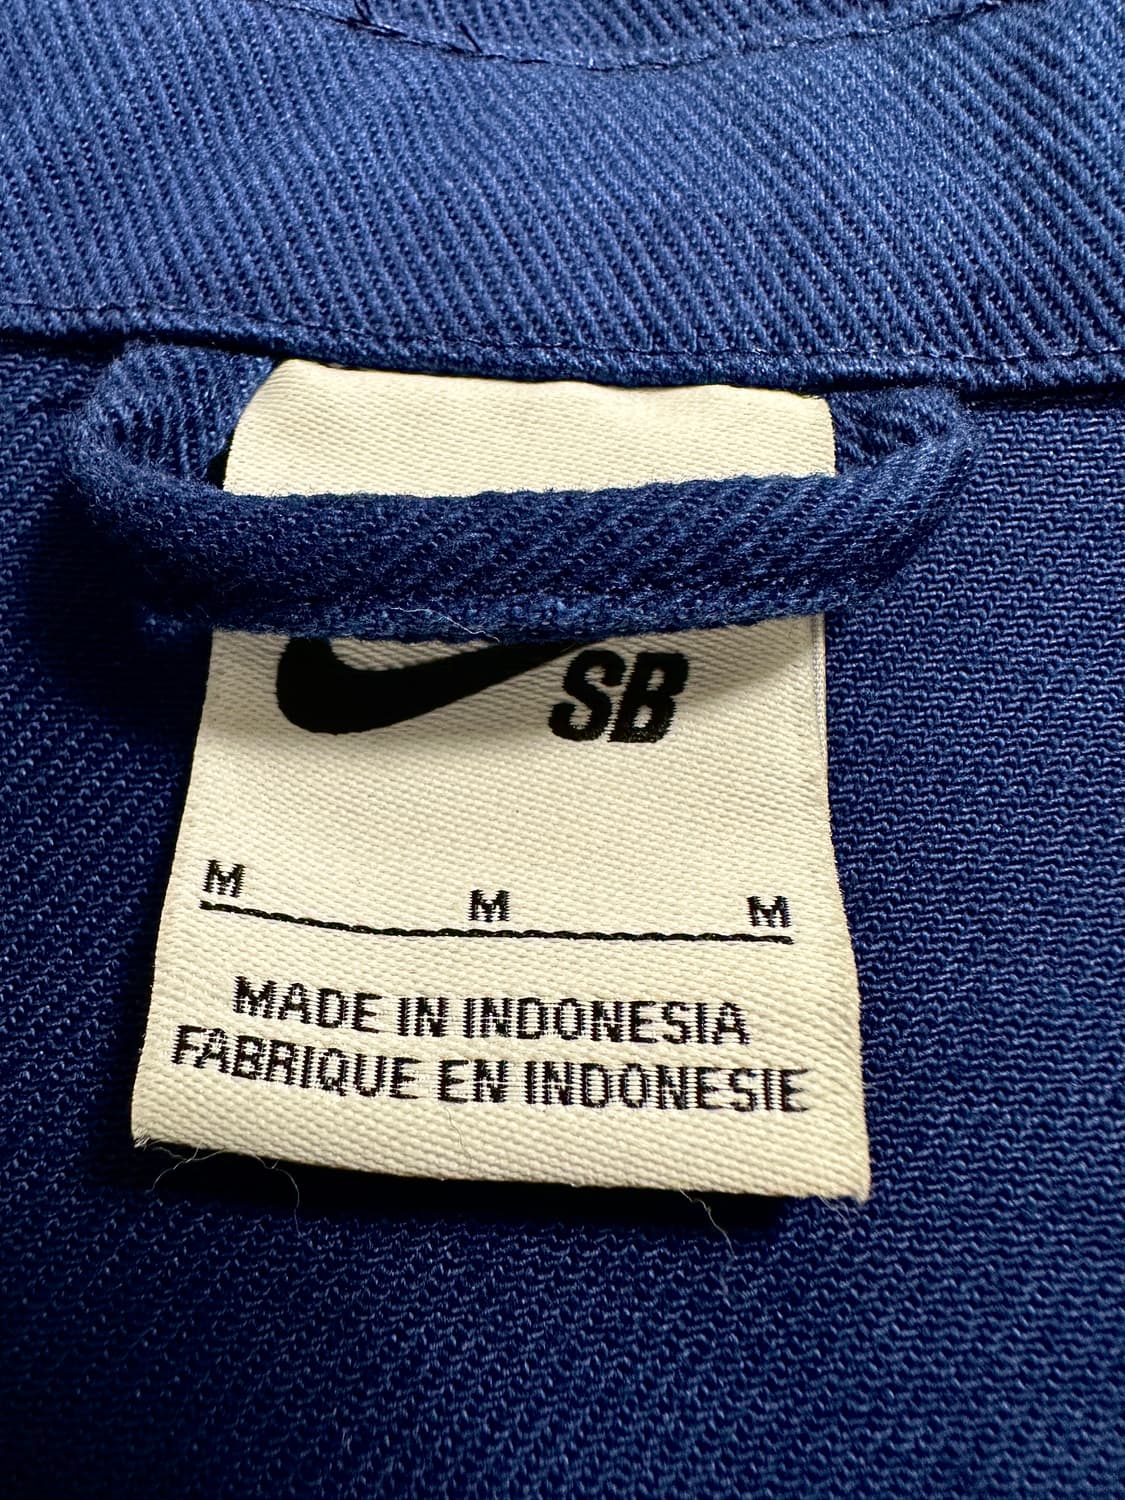 SB
M M M
MADE IN INDONESIA
FABRIQUE EN INDONESIE